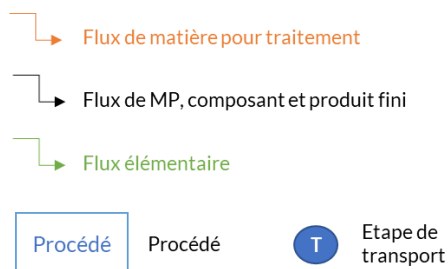 Flux de matière pour traitement
Flux de MP, composant et produit fini
Flux élémentaire
Procédé
Procédé
T
Etape de
transport